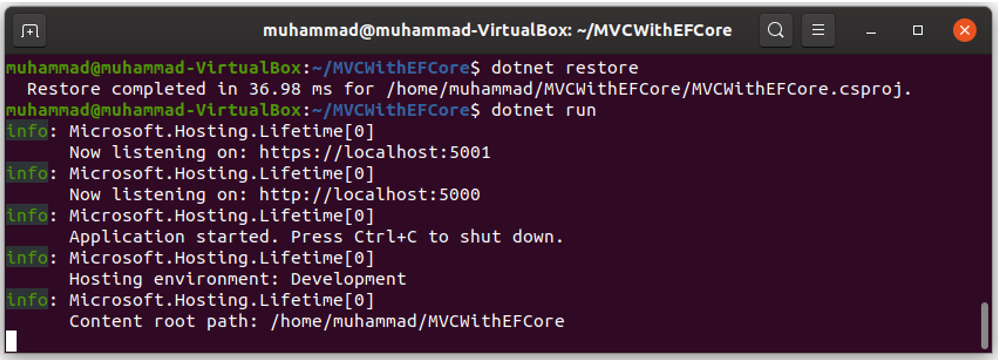 muhammad@muhammad-VirtualBox: ~/MVCWithEFCore
muhammad@muhammad-VirtualBox:~/MVCWithEFCore$ dotnet restore
  Restore completed in 36.98 ms for /home/muhammad/MVCWithEFCore/MVCWithEFCore.csproj.
muhammad@muhammad-VirtualBox:~/MVCWithEFCore$ dotnet run
info: Microsoft.Hosting.Lifetime[0]
      Now listening on: https://localhost:5001
info: Microsoft.Hosting.Lifetime[0]
      Now listening on: http://localhost:5000
info: Microsoft.Hosting.Lifetime[0]
      Application started. Press Ctrl+C to shut down.
info: Microsoft.Hosting.Lifetime[0]
      Hosting environment: Development
info: Microsoft.Hosting.Lifetime[0]
      Content root path: /home/muhammad/MVCWithEFCore